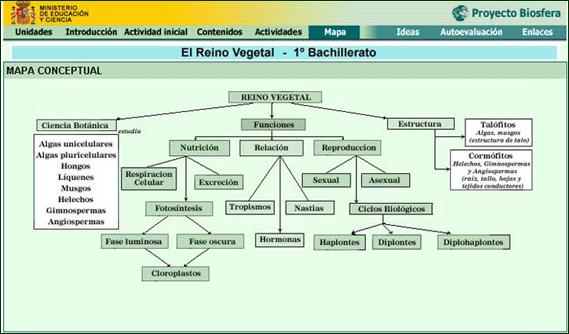 MINISTERIO
DE EDUCACIÓN
Y CIENCIA
Proyecto Biosfera
Unidades Introducción Actividad inicial Contenidos Actividades Mapa Ideas Autoevaluación Enlaces
El Reino Vegetal - 1º Bachillerato
MAPA CONCEPTUAL
REINO VEGETAL
Ciencia Botánica
estudia
Funciones
Estructura
Algas unicelulares
Algas pluricelulares
Hongos
Líquenes
Musgos
Helechos
Gimnospermas
Angiospermas
Nutrición
Relación
Reproduccion
Talófitos
Algas, musgos
(estructura de talo)
Cormófitos
Helechos, Gimnospermas
y Angiospermas
(raíz, tallo, hojas y
tejidos conductores)
Respiracion
Celular
Excreción
Sexual
Asexual
Fotosíntesis
Tropismos
Nastias
Ciclos Biológicos
Fase luminosa
Fase oscura
Hormonas
Haplontes
Diplontes
Diplohaplontes
Cloroplastos